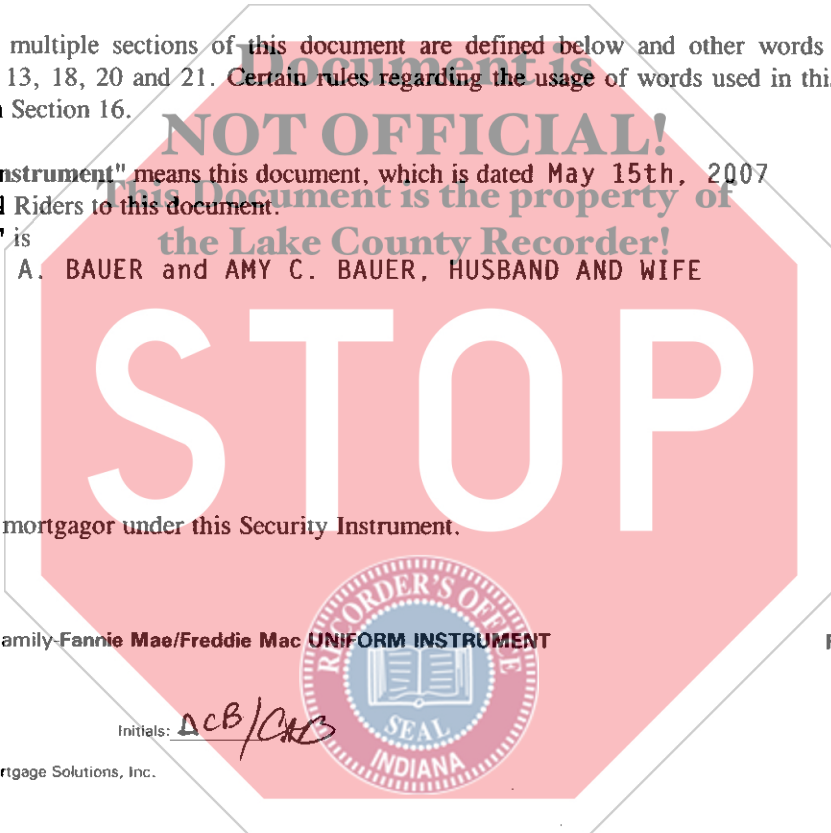 multiple sections of this document are defined below and other words
Document is
13, 18, 20 and 21. Certain rules regarding the usage of words used in this
Section 16.
NOT OFFICIAL!
nstrument" means this document, which is dated May 15th, 2007
This Document is the property of
Riders to this document.
" is
the Lake County Recorder!
A. BAUER and AMY C. BAUER, HUSBAND AND WIFE
STOP
mortgagor under this Security Instrument.
RECORDER'S OFFICE
amily-Fannie Mae/Freddie Mac UNIFORM INSTRUMENT
Initials: ACB/CAB
SEAL
INDIANA
rtgage Solutions, Inc.